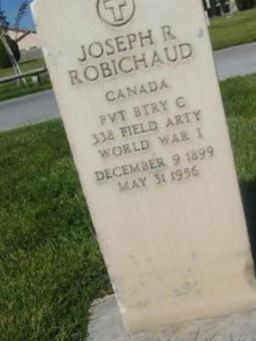 JOSEPH R
ROBICHAUD
CANADA
PVT BTRY C
338 FIELD ARTY
WORLD WAR I
DECEMBER 9 1899
MAY 31 1956